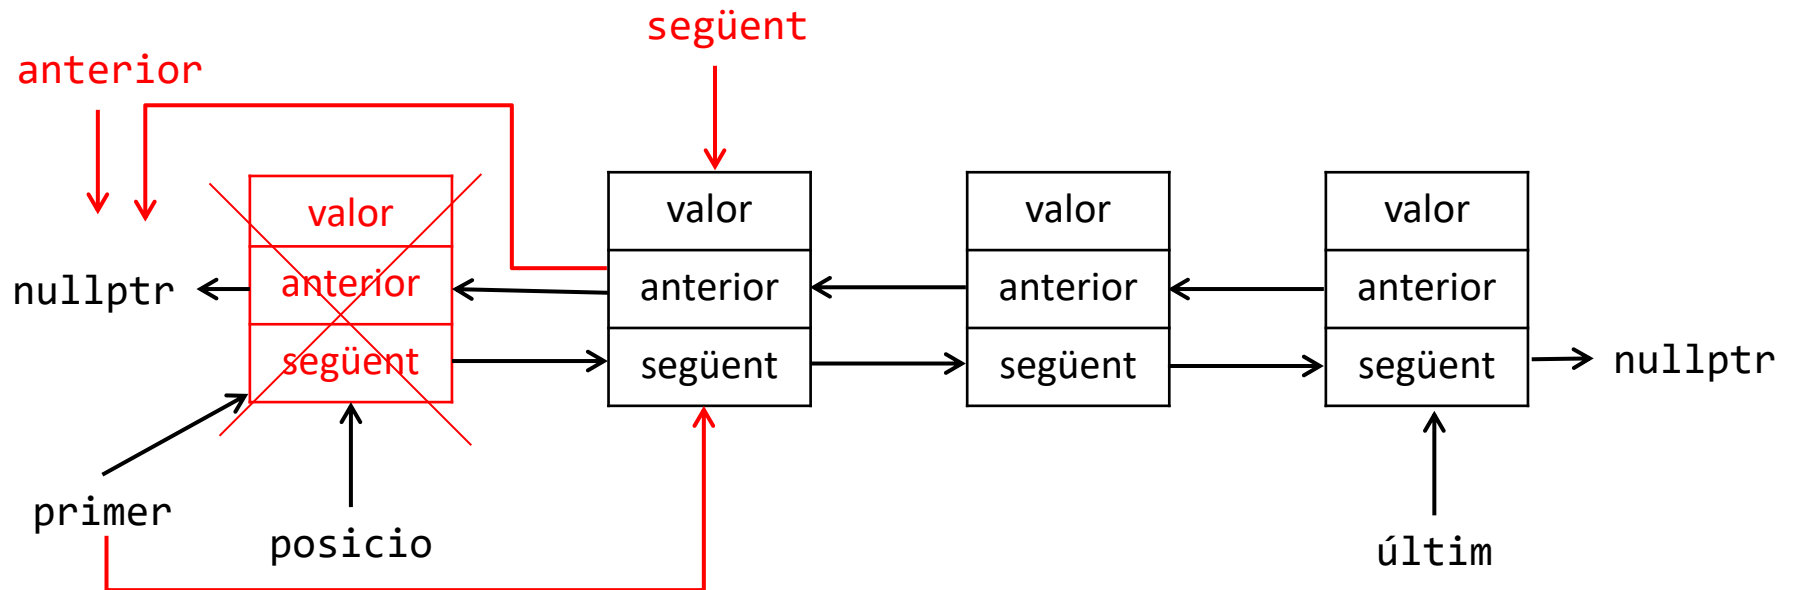 següent
anterior
valor
valor
valor
valor
nullptr
anterior
anterior
anterior
anterior
següent
següent
següent
següent
nullptr
primer
posicio
últim